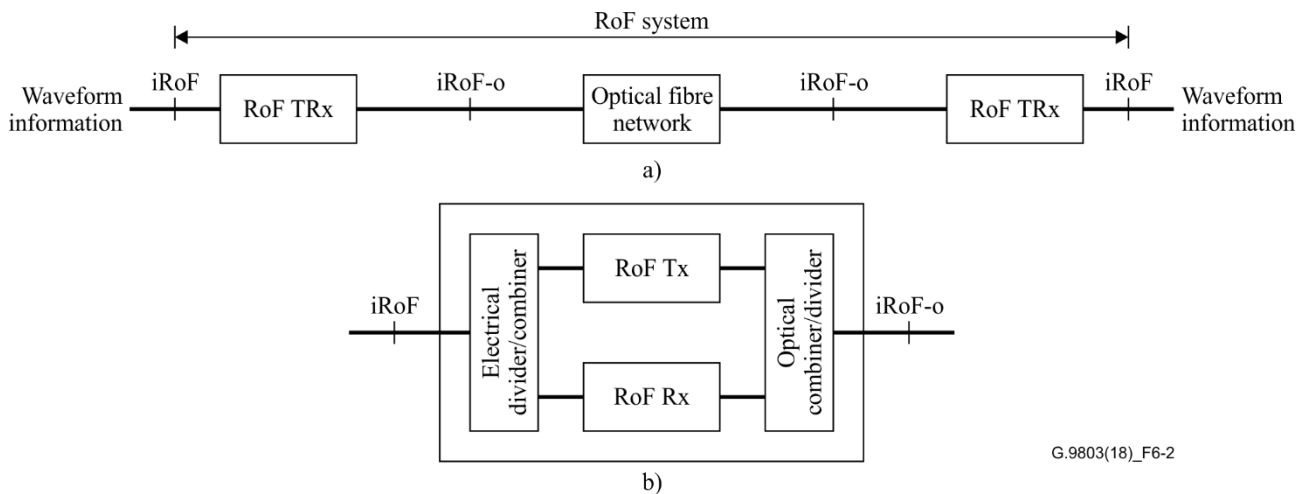 RoF system
iRoF
iRoF-o
iRoF-o
iRoF
Waveform
information
RoF TRx
Optical fibre
network
RoF TRx
Waveform
information
a)
Electrical
divider/combiner
RoF Tx
RoF Rx
Optical
combiner/divider
iRoF
iRoF-o
G.9803(18)_F6-2
b)